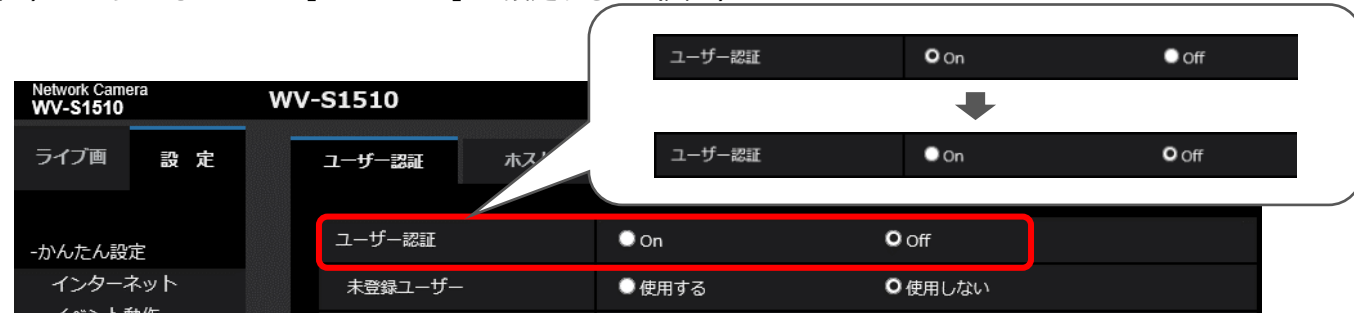 ユーザー認証 On Off
ユーザー認証 On Off
Network Camera
WV-S1510
WV-S1510
ライブ画
設 定
ユーザー認証
ホス
ユーザー認証 On Off
未登録ユーザー 使用する 使用しない
-かんたん設定
インターネット